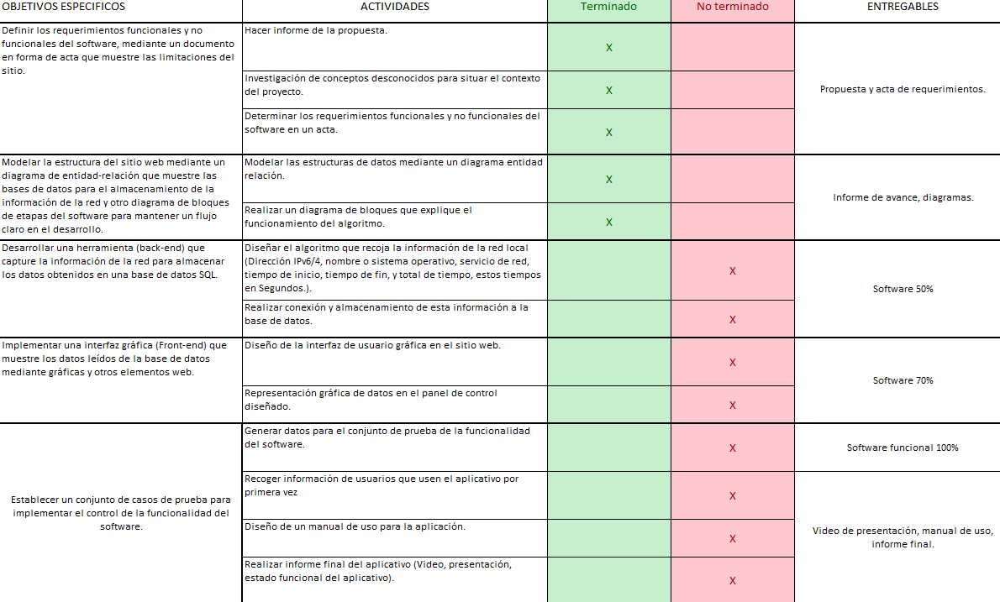 OBJETIVOS ESPECIFICOS ACTIVIDADES Terminado No terminado ENTREGABLES
Definir los requerimientos funcionales y no
funcionales del software, mediante un documento
en forma de acta que muestre las limitaciones del
sitio.
Hacer informe de la propuesta.
X
Investigación de conceptos desconocidos para situar el contexto
del proyecto.
X
Determinar los requerimientos funcionales y no funcionales del
software en un acta.
X
Propuesta y acta de requerimientos.
Modelar la estructura del sitio web mediante un
diagrama de entidad-relación que muestre las
bases de datos para el almacenamiento de la
información de la red y otro diagrama de bloques
de etapas del software para mantener un flujo
claro en el desarrollo.
Modelar las estructuras de datos mediante un diagrama entidad
relación.
X
Realizar un diagrama de bloques que explique el
funcionamiento del algoritmo.
X
Informe de avance, diagramas.
Desarrollar una herramienta (back-end) que
capture la información de la red para almacenar
los datos obtenidos en una base de datos SQL.
Diseñar el algoritmo que recoja la información de la red local
(Dirección IPv6/4, nombre o sistema operativo, servicio de red,
tiempo de inicio, tiempo de fin, y total de tiempo, estos tiempos
en Segundos.).
X
Realizar conexión y almacenamiento de esta información a la
base de datos.
X
Software 50%
Implementar una interfaz gráfica (Front-end) que
muestre los datos leídos de la base de datos
mediante gráficas y otros elementos web.
Diseño de la interfaz de usuario gráfica en el sitio web.
X
Representación gráfica de datos en el panel de control
diseñado.
X
Software 70%
Establecer un conjunto de casos de prueba para
implementar el control de la funcionalidad del
software.
Generar datos para el conjunto de prueba de la funcionalidad
del software.
X
Software funcional 100%
Recoger información de usuarios que usen el aplicativo por
primera vez
X
Diseño de un manual de uso para la aplicación.
X
Realizar informe final del aplicativo (Video, presentación,
estado funcional del aplicativo).
X
Video de presentación, manual de uso,
informe final.